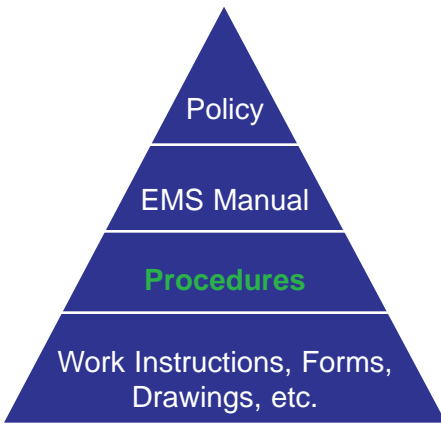 Policy
EMS Manual
Procedures
Work Instructions, Forms,
Drawings, etc.